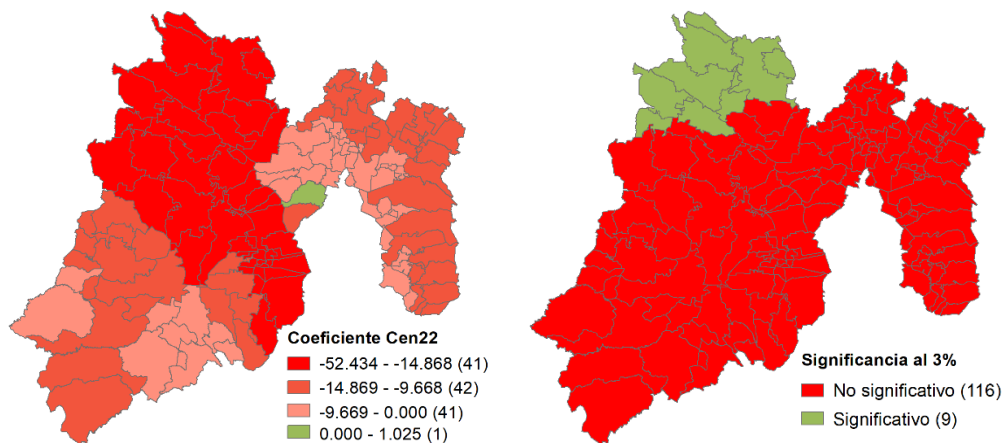 Coeficiente Cen22
-52.434 - -14.868 (41)
-14.869 - -9.668 (42)
-9.669 - 0.000 (41)
0.000 - 1.025 (1)
Significancia al 3%
No significativo (116)
Significativo (9)